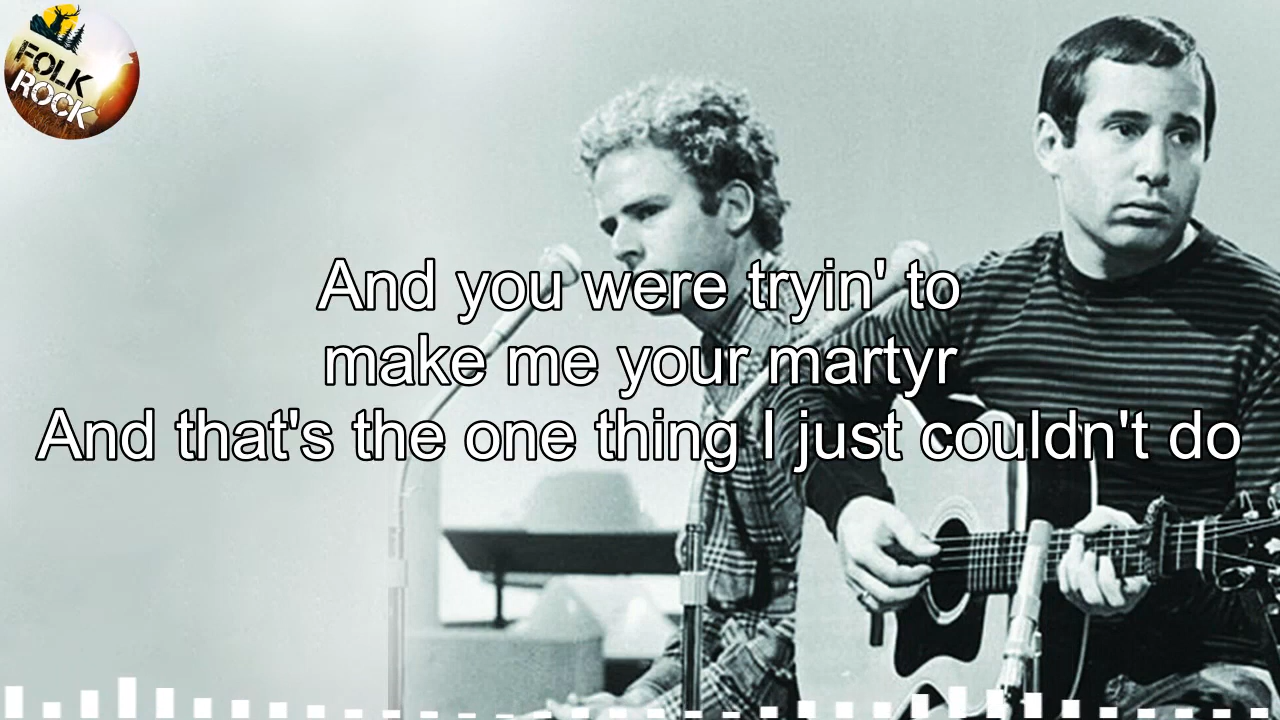 FOLK
ROCK
And you were tryin' to
make me your martyr
And that's the one thing I just couldn't do